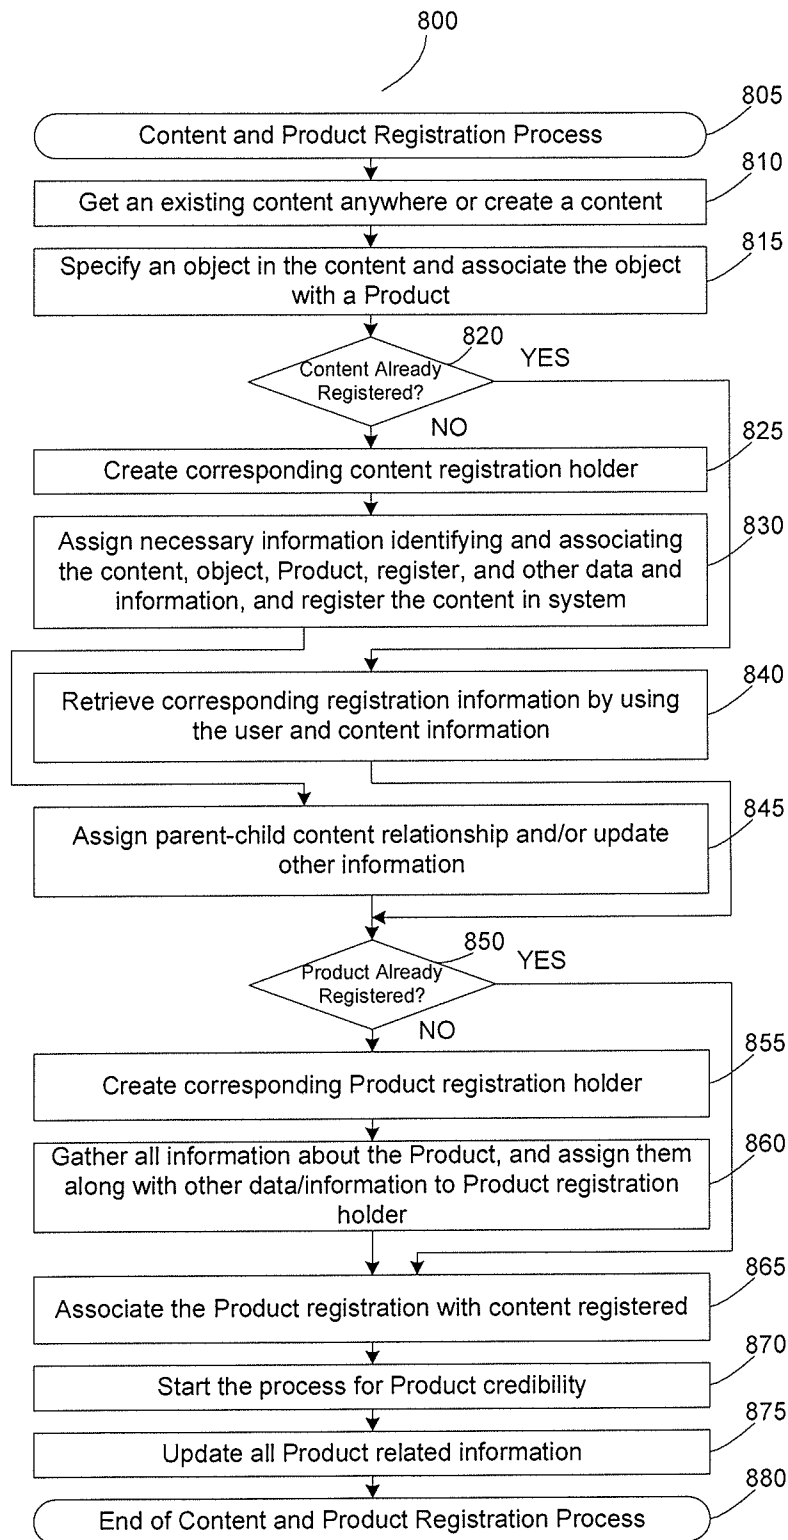 800
805
Content and Product Registration Process
810
Get an existing content anywhere or create a content
815
Specify an object in the content and associate the object
with a Product
820
YES
Content Already
Registered?
NO
825
Create corresponding content registration holder
830
Assign necessary information identifying and associating
the content, object, Product, register, and other data and
information, and register the content in system
840
Retrieve corresponding registration information by using
the user and content information
845
Assign parent-child content relationship and/or update
other information
850
YES
Product Already
Registered?
NO
855
Create corresponding Product registration holder
860
Gather all information about the Product, and assign them
along with other data/information to Product registration
holder
865
Associate the Product registration with content registered
870
Start the process for Product credibility
875
Update all Product related information
880
End of Content and Product Registration Process